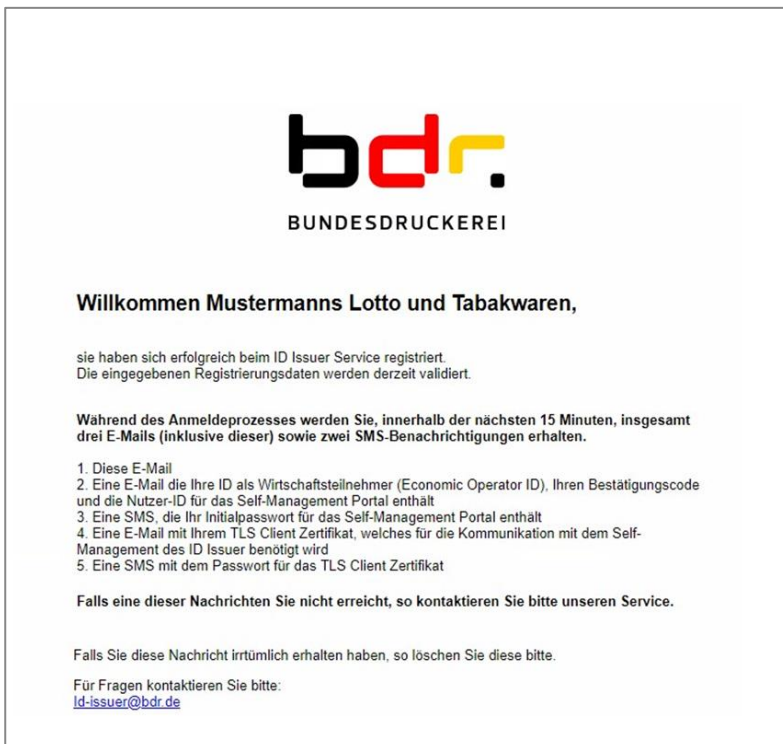 bdr.
BUNDESDRUCKEREI
Willkommen Mustermanns Lotto und Tabakwaren,
sie haben sich erfolgreich beim ID Issuer Service registriert.
Die eingegebenen Registrierungsdaten werden derzeit validiert.
Während des Anmeldeprozesses werden Sie, innerhalb der nächsten 15 Minuten, insgesamt
drei E-Mails (inklusive dieser) sowie zwei SMS-Benachrichtigungen erhalten.
1. Diese E-Mail
2. Eine E-Mail die Ihre ID als Wirtschaftsteilnehmer (Economic Operator ID), Ihren Bestätigungscode
und die Nutzer-ID für das Self-Management Portal enthält
3. Eine SMS, die Ihr Initialpasswort für das Self-Management Portal enthält
4. Eine E-Mail mit Ihrem TLS Client Zertifikat, welches für die Kommunikation mit dem Self-
Management des ID Issuer benötigt wird
5. Eine SMS mit dem Passwort für das TLS Client Zertifikat
Falls eine dieser Nachrichten Sie nicht erreicht, so kontaktieren Sie bitte unseren Service.
Falls Sie diese Nachricht irrtümlich erhalten haben, so löschen Sie diese bitte.
Für Fragen kontaktieren Sie bitte:
Id-issuer@bdr.de